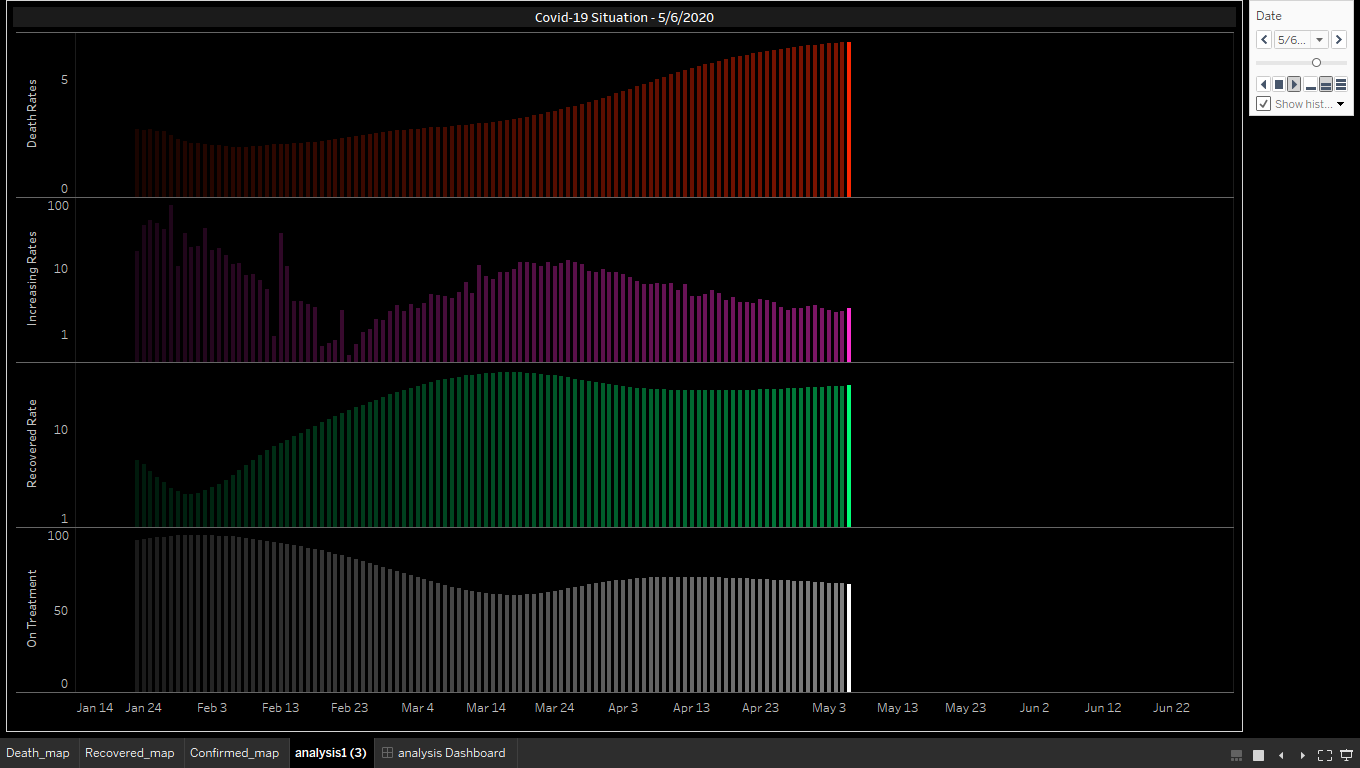 Covid-19 Situation - 5/6/2020
Date
5/6...
Show hist...
Death Rates
5
0
Increasing Rates
100
10
1
Recovered Rate
10
1
On Treatment
100
50
0
Jan 14 Jan 24 Feb 3 Feb 13 Feb 23 Mar 4 Mar 14 Mar 24 Apr 3 Apr 13 Apr 23 May 3 May 13 May 23 Jun 2 Jun 12 Jun 22
Death_map Recovered_map Confirmed_map analysis1 (3) analysis Dashboard